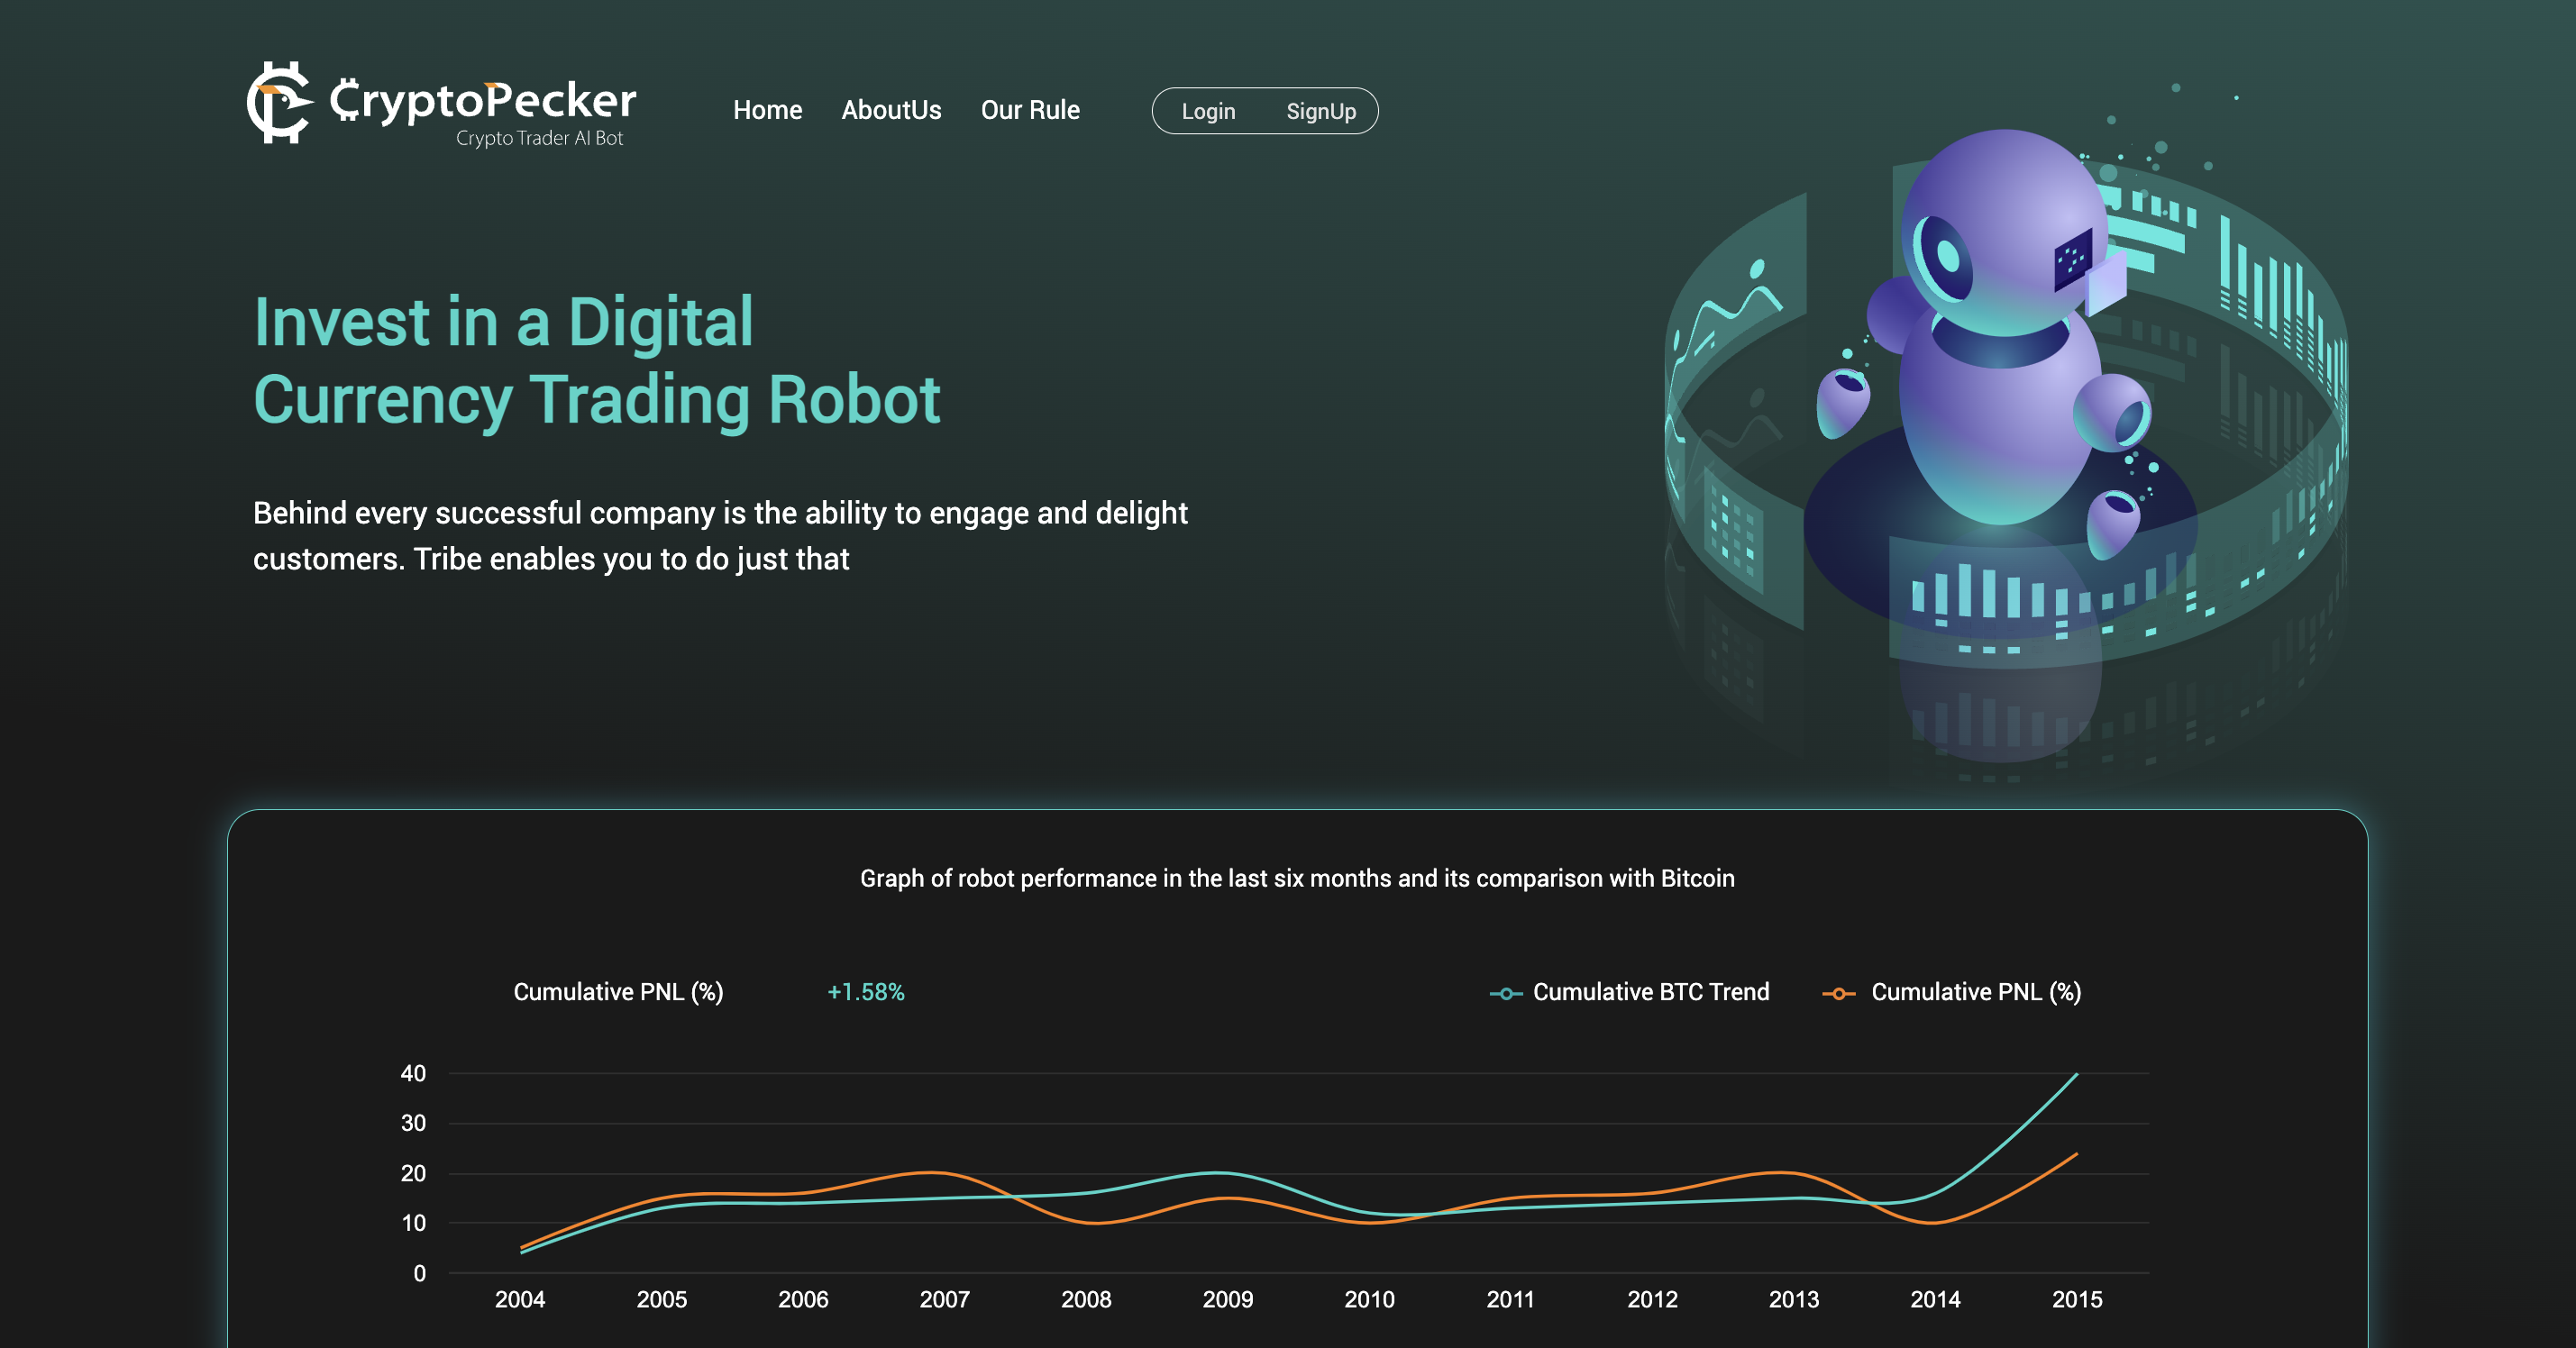 CryptoPecker
Crypto Trader AI Bot
Home AboutUs Our Rule Login SignUp
Invest in a Digital
Currency Trading Robot
Behind every successful company is the ability to engage and delight
customers. Tribe enables you to do just that
Graph of robot performance in the last six months and its comparison with Bitcoin
Cumulative PNL (%) +1.58% Cumulative BTC Trend Cumulative PNL (%)
40
30
20
10
0
2004 2005 2006 2007 2008 2009 2010 2011 2012 2013 2014 2015